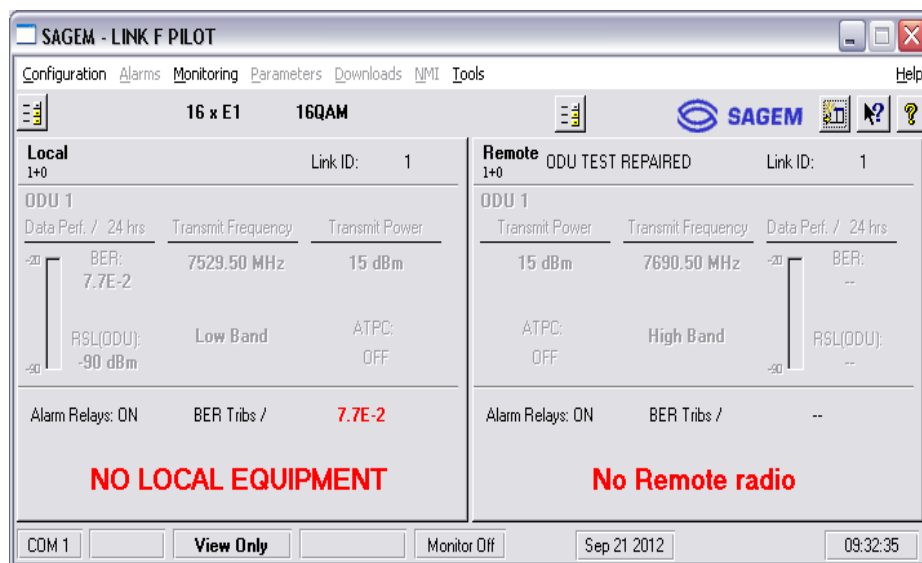 SAGEM - LINK F PILOT
Configuration Alarms Monitoring Parameters Downloads NMI Tools Help
16 x E1 16QAM SAGEM
Local Link ID: 1
1+0
ODU 1
Data Perf. / 24 hrs Transmit Frequency Transmit Power
-20 BER: 7529.50 MHz 15 dBm
7.7E-2
RSL(ODU): Low Band ATPC:
-90 -90 dBm OFF
Alarm Relays: ON BER Tribs / 7.7E-2
NO LOCAL EQUIPMENT
Remote ODU TEST REPAIRED Link ID: 1
1+0
ODU 1
Transmit Power Transmit Frequency Data Perf. / 24 hrs
15 dBm 7690.50 MHz -20 BER:
--
ATPC: High Band RSL(ODU):
OFF -90 --
Alarm Relays: ON BER Tribs / --
No Remote radio
COM 1 View Only Monitor Off Sep 21 2012 09:32:35